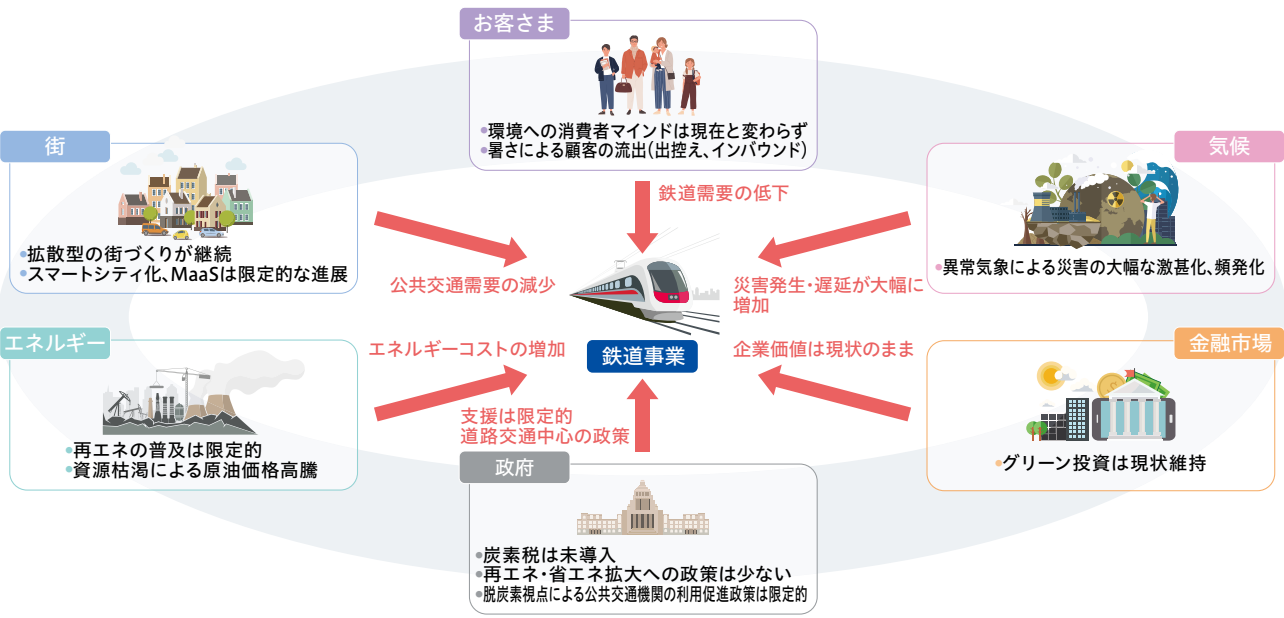 お客さま
•環境への消費者マインドは現在と変わらず
•暑さによる顧客の流出(出控え、インバウンド)
街
•拡散型の街づくりが継続
•スマートシティ化、MaaSは限定的な進展
気候
•異常気象による災害の大幅な激甚化、頻発化
鉄道需要の低下
公共交通需要の減少
災害発生・遅延が大幅に
増加
エネルギー
•再エネの普及は限定的
•資源枯渇による原油価格高騰
エネルギーコストの増加
鉄道事業
企業価値は現状のまま
金融市場
•グリーン投資は現状維持
支援は限定的
道路交通中心の政策
政府
•炭素税は未導入
•再エネ・省エネ拡大への政策は少ない
•脱炭素視点による公共交通機関の利用促進政策は限定的